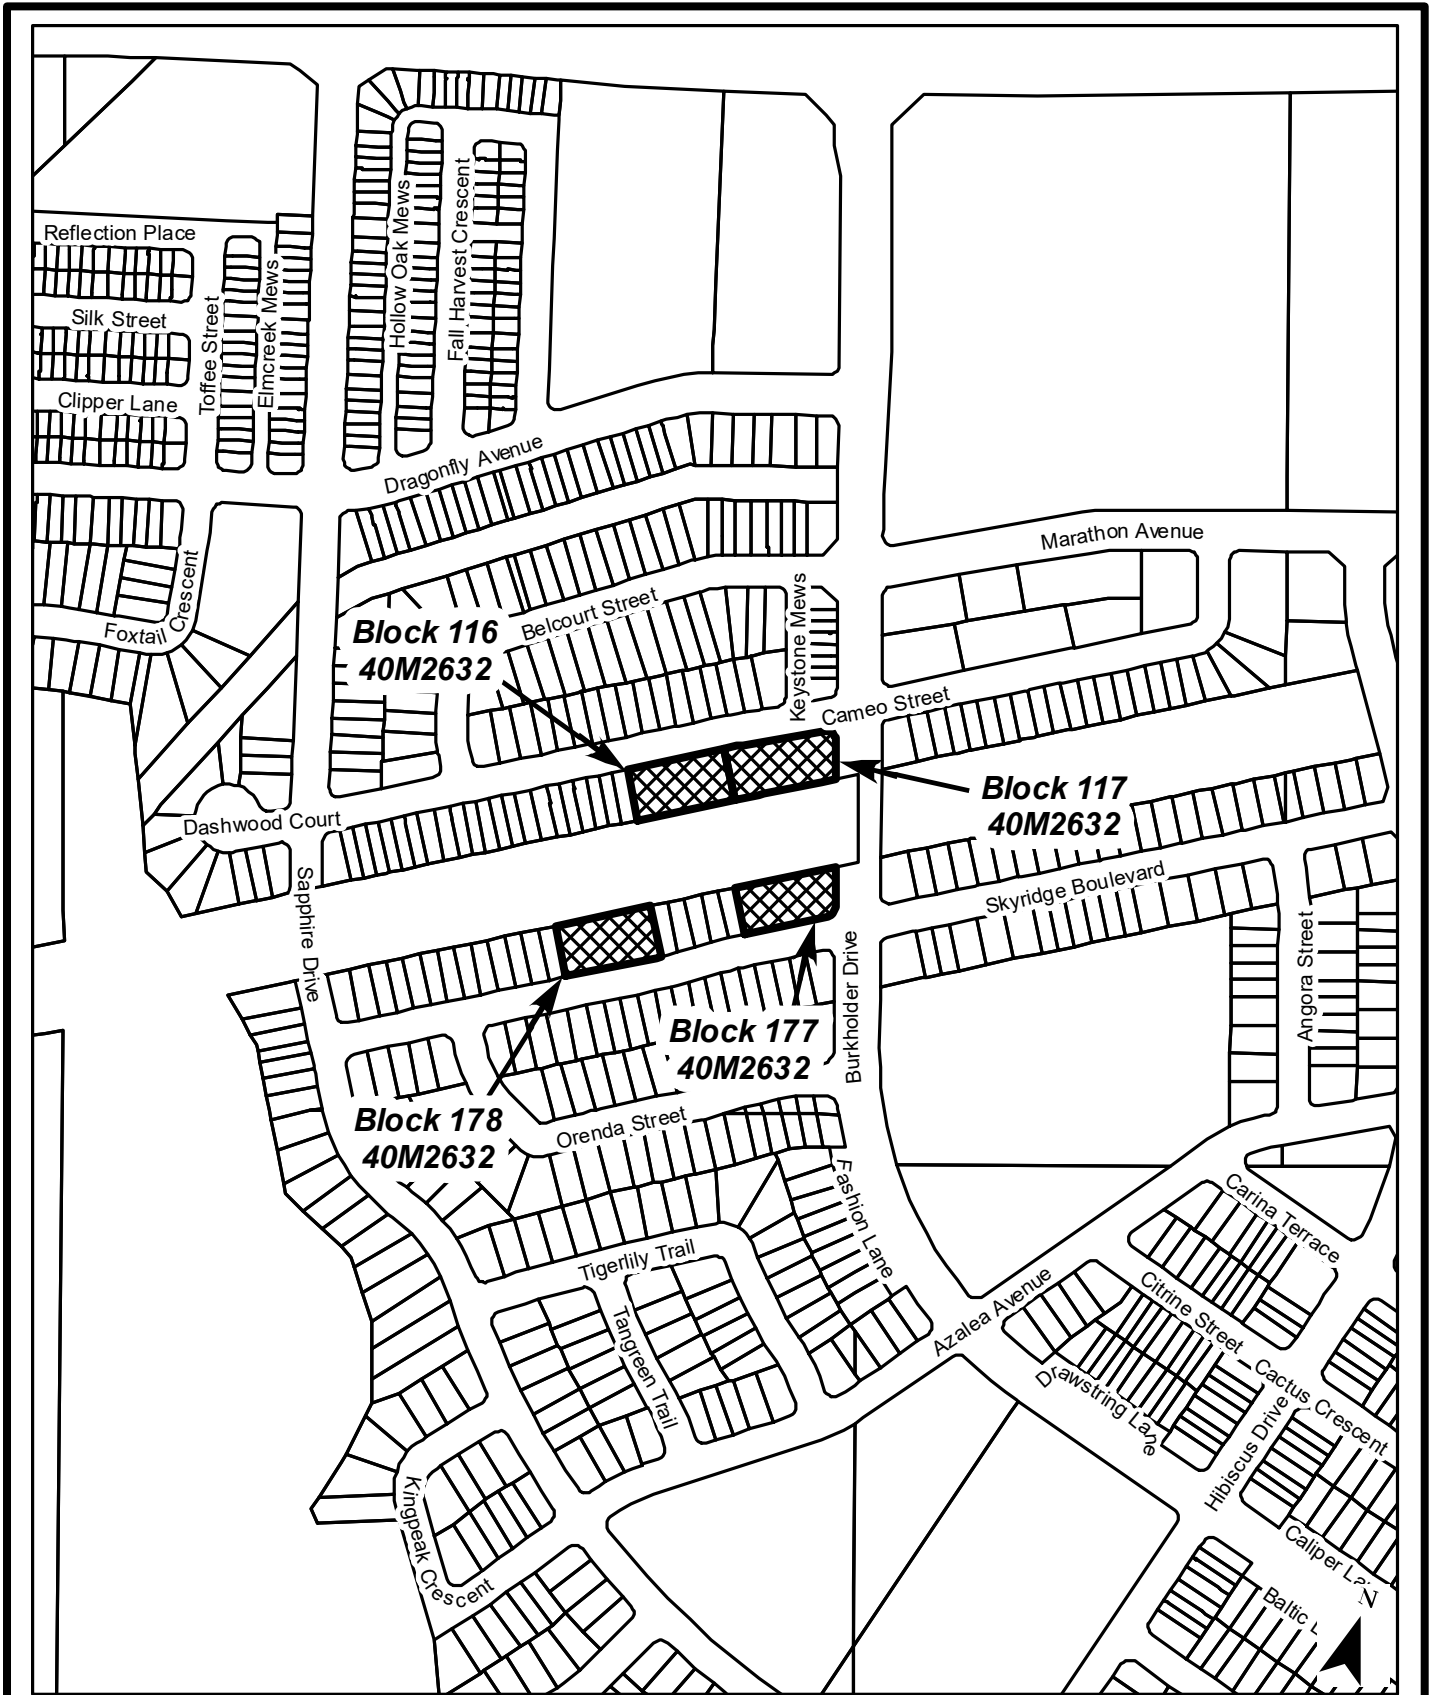 Reflection Place
Silk Street
Clipper Lane
Toffee Street
Elmcreek Mews
Hollow Oak Mews
Fall Harvest Crescent
Dragonfly Avenue
Marathon Avenue
Foxtail Crescent
Belcourt Street
Keystone Mews
Block 116
40M2632
Cameo Street
Block 117
40M2632
Dashwood Court
Sapphire Drive
Skyridge Boulevard
Angora Street
Burkholder Drive
Block 177
40M2632
Block 178
40M2632
Orenda Street
Fashion Lane
Carina Terrace
Tigerlily Trail
Tangreen Trail
Azalea Avenue
Citrine Street
Drawstring Lane
Cactus Crescent
Hibiscus Drive
Kingpeak Crescent
Caliper La
Baltic L
N